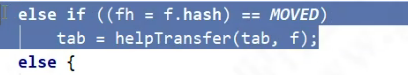 else if ((fh = f.hash) == MOVED)
tab = helpTransfer(tab, f);
else {